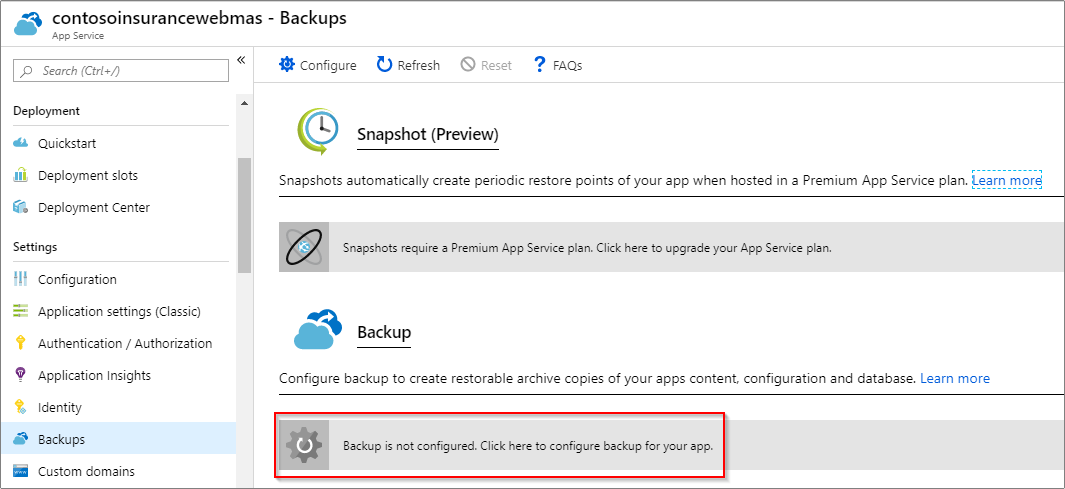 contosoinsurancewebmas - Backups
App Service
Search (Ctrl+/)
«
Deployment
Quickstart
Deployment slots
Deployment Center
Settings
Configuration
Application settings (Classic)
Authentication / Authorization
Application Insights
Identity
Backups
Custom domains
Configure
Refresh
Reset
? FAQs
Snapshot (Preview)
Snapshots automatically create periodic restore points of your app when hosted in a Premium App Service plan. Learn more
Snapshots require a Premium App Service plan. Click here to upgrade your App Service plan.
Backup
Configure backup to create restorable archive copies of your apps content, configuration and database. Learn more
Backup is not configured. Click here to configure backup for your app.